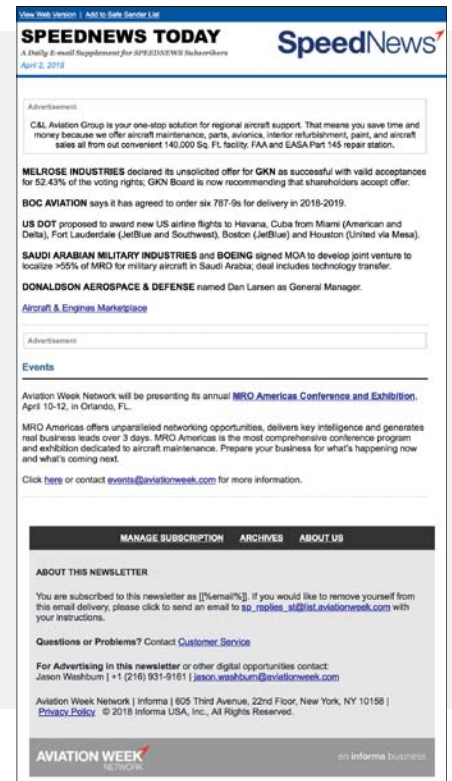 View Web Version | Add to Safe Sender List
SPEEDNEWS TODAY
A Daily E-mail Supplement for SPEEDNEWS Subscribers
April 2, 2018
SpeedNews
Advertisement
C&L Aviation Group is your one-stop solution for regional aircraft support. That means you save time and
money because we offer aircraft maintenance, parts, avionics, interior refurbishment, paint, and aircraft
sales all from out convenient 140,000 Sq. Ft. facility. FAA and EASA Part 145 repair station.
MELROSE INDUSTRIES declared its unsolicited offer for GKN as successful with valid acceptances
for 52.43% of the voting rights; GKN Board is now recommending that shareholders accept offer.
BOC AVIATION says it has agreed to order six 787-9s for delivery in 2018-2019.
US DOT proposed to award new US airline flights to Havana, Cuba from Miami (American and
Delta), Fort Lauderdale (JetBlue and Southwest), Boston (JetBlue) and Houston (United via Mesa).
SAUDI ARABIAN MILITARY INDUSTRIES and BOEING signed MOA to develop joint venture to
localize >55% of MRO for military aircraft in Saudi Arabia; deal includes technology transfer.
DONALDSON AEROSPACE & DEFENSE named Dan Larsen as General Manager.
Aircraft & Engines Marketplace
Advertisement
Events
Aviation Week Network will be presenting its annual MRO Americas Conference and Exhibition,
April 10-12, in Orlando, FL.
MRO Americas offers unparalleled networking opportunities, delivers key intelligence and generates
real business leads over 3 days. MRO Americas is the most comprehensive conference program
and exhibition dedicated to aircraft maintenance. Prepare your business for what's happening now
and what's coming next.
Click here or contact events@aviationweek.com for more information.
MANAGE SUBSCRIPTION ARCHIVES ABOUT US
ABOUT THIS NEWSLETTER
You are subscribed to this newsletter as [[%email%]]. If you would like to remove yourself from
this email delivery, please click to send an email to sp_replies_st@list.aviationweek.com with
your instructions.
Questions or Problems? Contact Customer Service
For Advertising in this newsletter or other digital opportunities contact:
Jason Washburn | +1 (216) 931-9161 | jason.washburn@aviationweek.com
Aviation Week Network | Informa | 605 Third Avenue, 22nd Floor, New York, NY 10158 |
Privacy Policy © 2018 Informa USA, Inc., All Rights Reserved.
AVIATION WEEK
NETWORK
an informa business